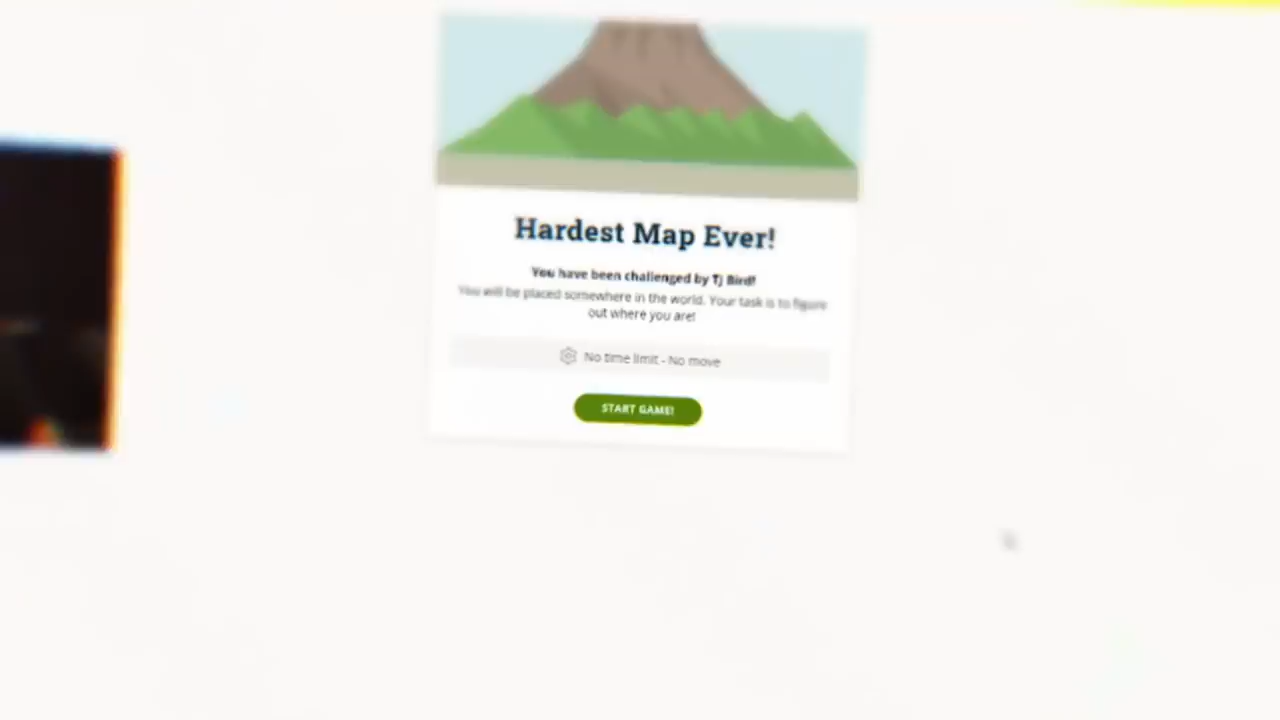 Hardest Map Ever!
You have been challenged by TJ Bird!
You will be placed somewhere in the world. Your task is to figure
out where you are!
No time limit - No move
START GAME!